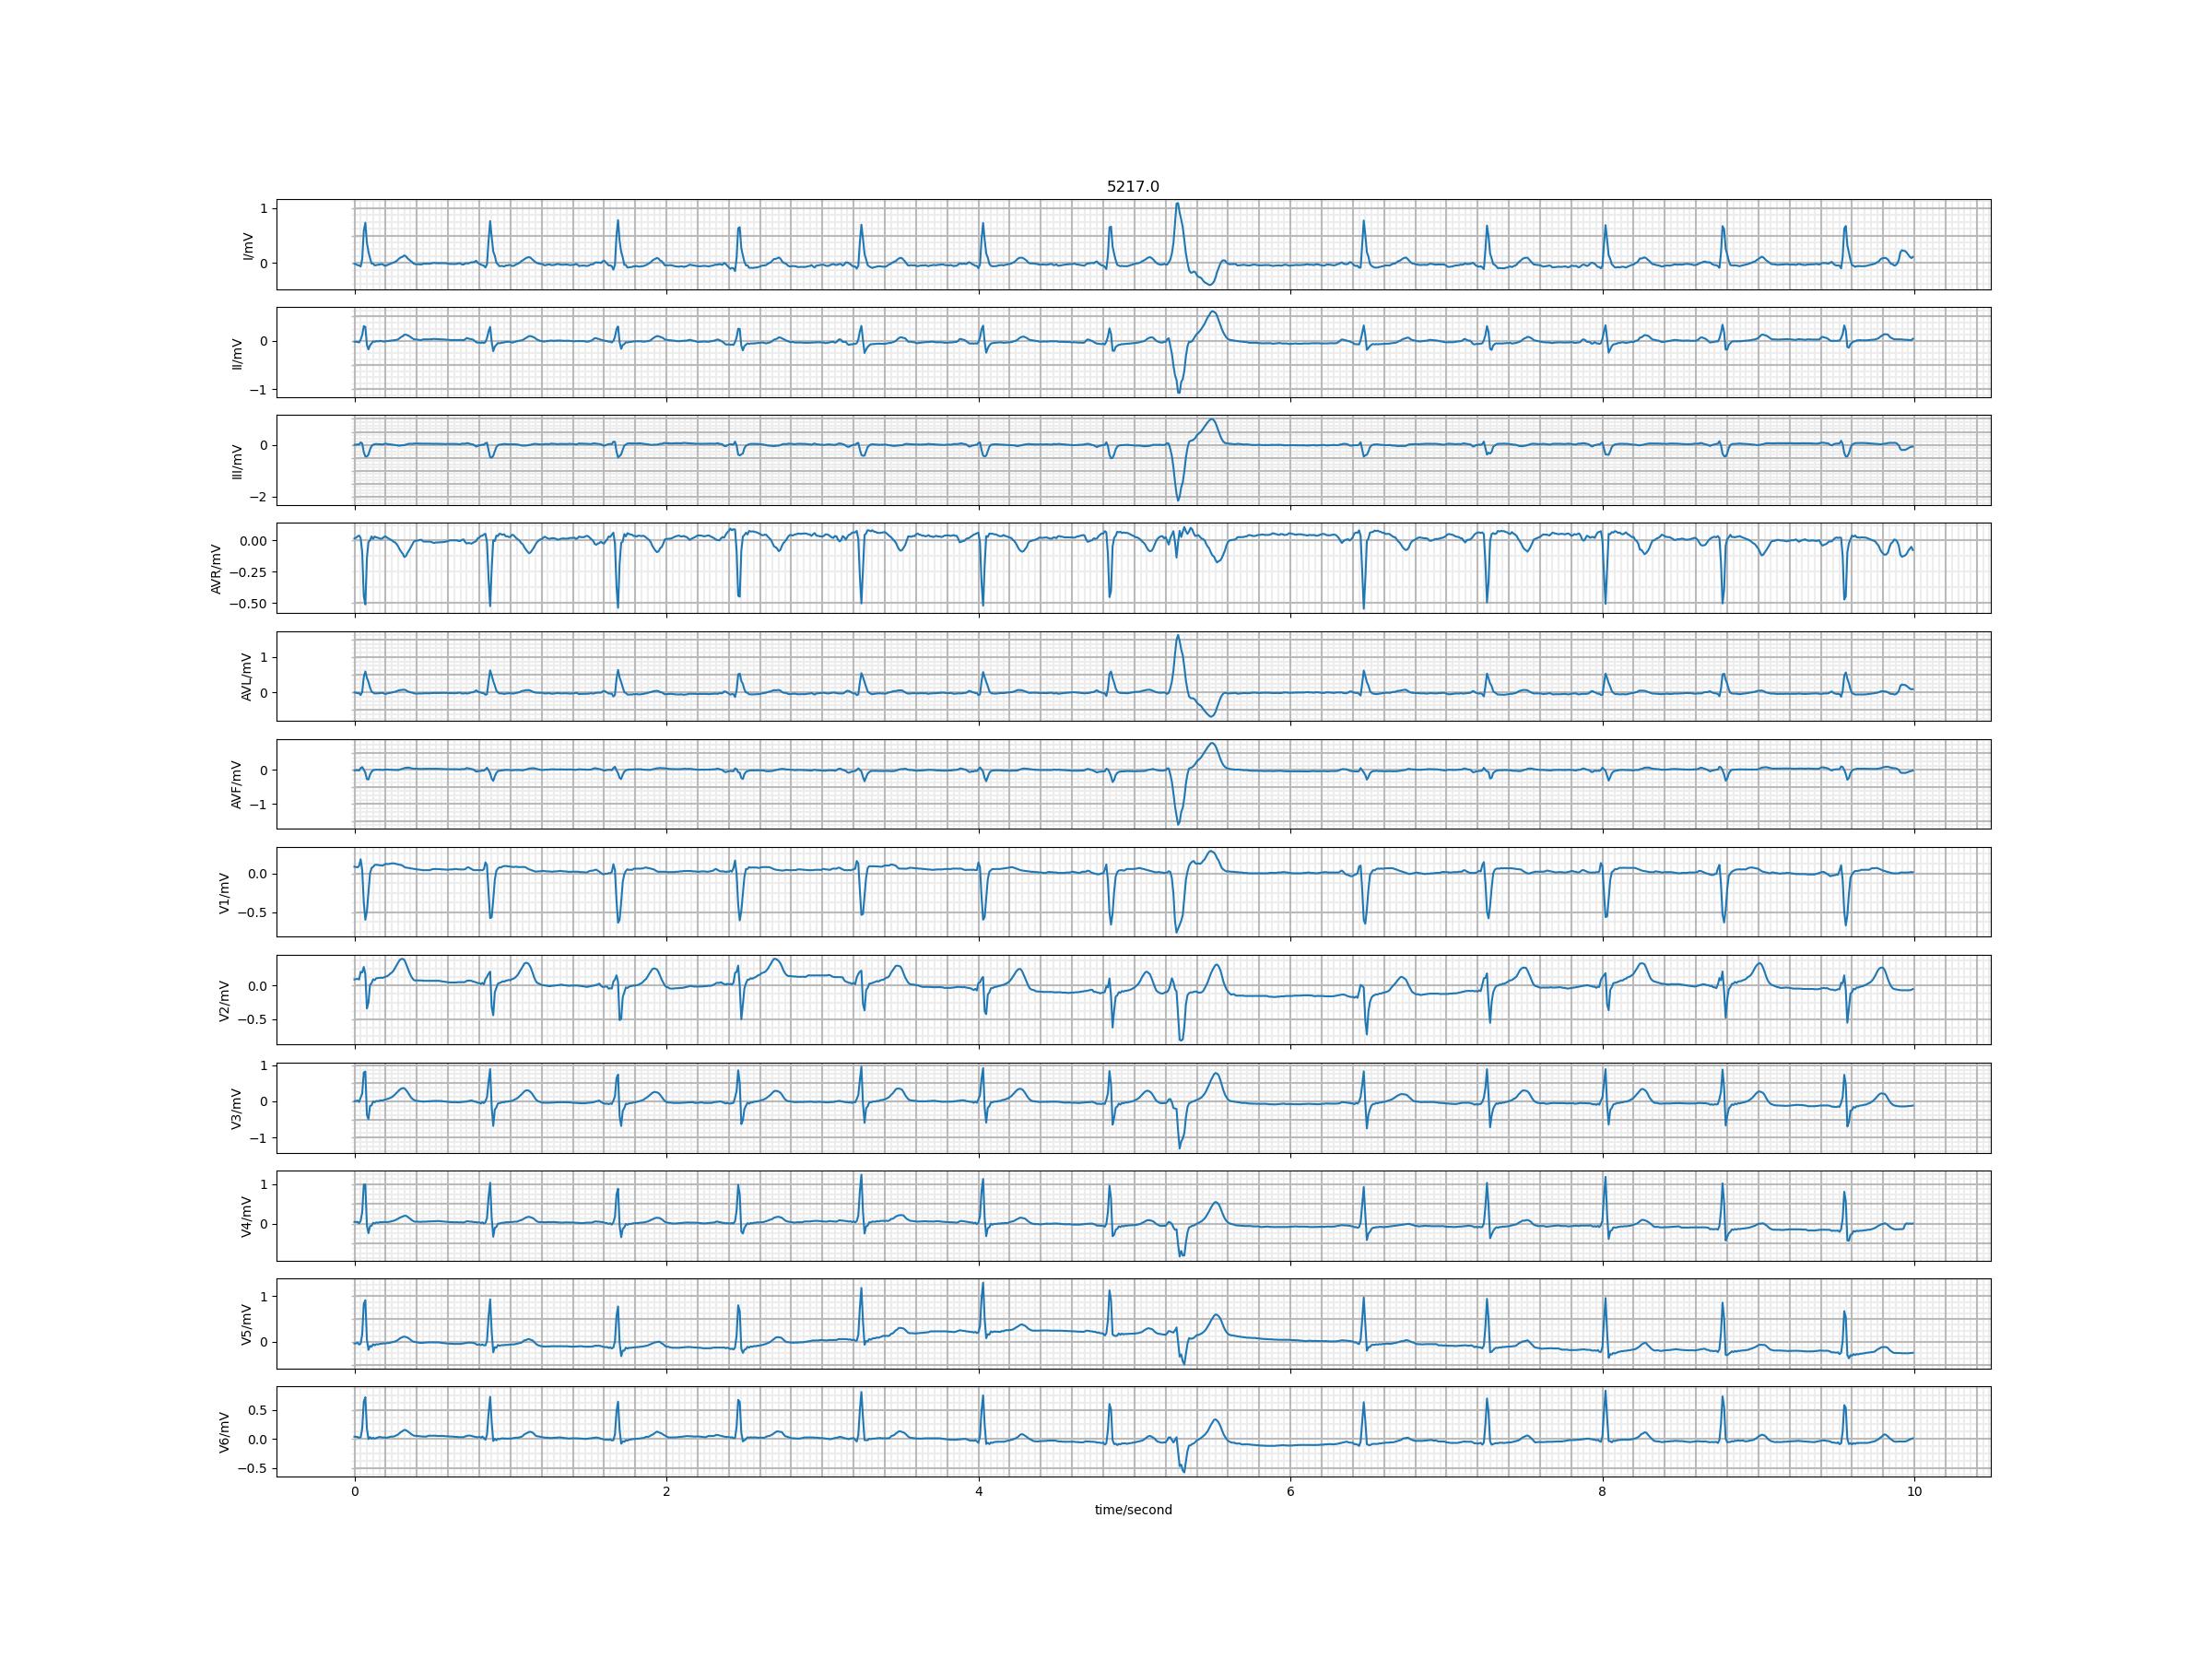 5217.0
I/mV
1
0
II/mV
0
−1
III/mV
0
−2
AVR/mV
0.00
−0.25
−0.50
AVL/mV
1
0
AVF/mV
0
−1
V1/mV
0.0
−0.5
V2/mV
0.0
−0.5
V3/mV
1
0
−1
V4/mV
1
0
V5/mV
1
0
V6/mV
0.5
0.0
−0.5
0 2 4 6 8 10
time/second